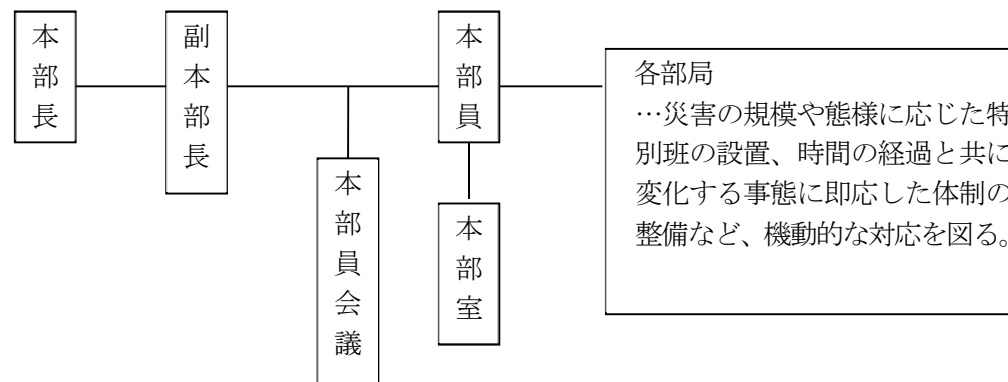 本部長
副本部長
本部員会議
本部員
本部室
各部局
…災害の規模や態様に応じた特
別班の設置、時間の経過と共に
変化する事態に即応した体制の
整備など、機動的な対応を図る。